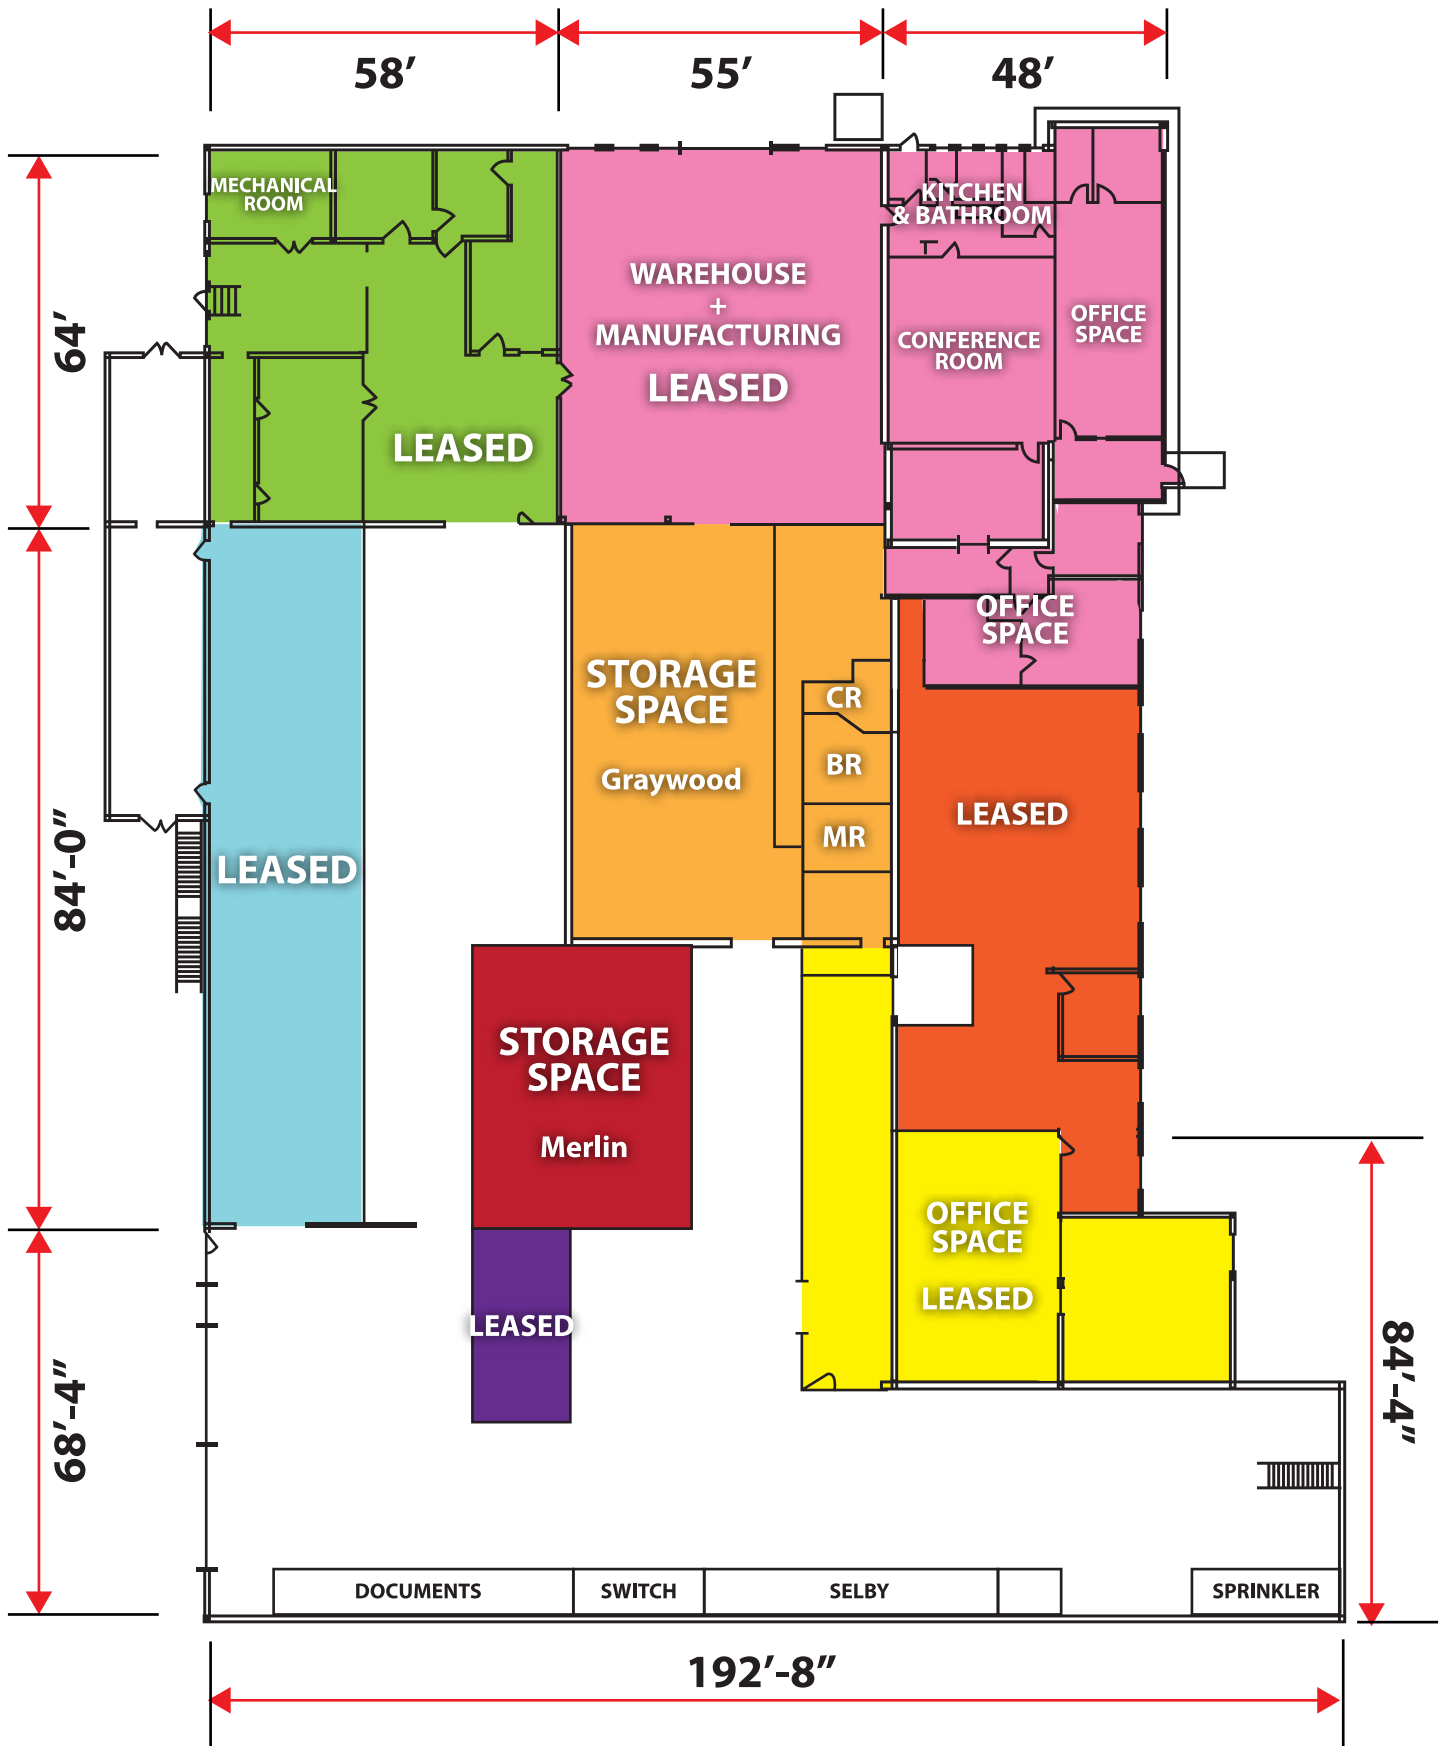 58′
55′
48′
MECHANICAL
ROOM
KITCHEN
& BATHROOM
WAREHOUSE
+
MANUFACTURING
LEASED
OFFICE
SPACE
CONFERENCE
ROOM
64′
LEASED
OFFICE
SPACE
STORAGE
SPACE
Graywood
CR
BR
MR
LEASED
84′-0″
LEASED
STORAGE
SPACE
Merlin
OFFICE
SPACE
LEASED
LEASED
68′-4″
84′-4″
DOCUMENTS
SWITCH
SELBY
SPRINKLER
192′-8″